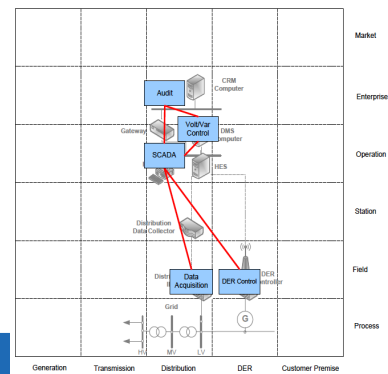 Market
CRM
Computer
Enterprise
Audit
Gateway
Volt/Var
Control
DMS
Computer
Operation
SCADA
HES
Station
Distribution
Data Collector
Field
Data
Acquisition
DER Control
DER
Controller
Grid
G
Process
HV
MV
LV
Generation
Transmission
Distribution
DER
Customer Premise